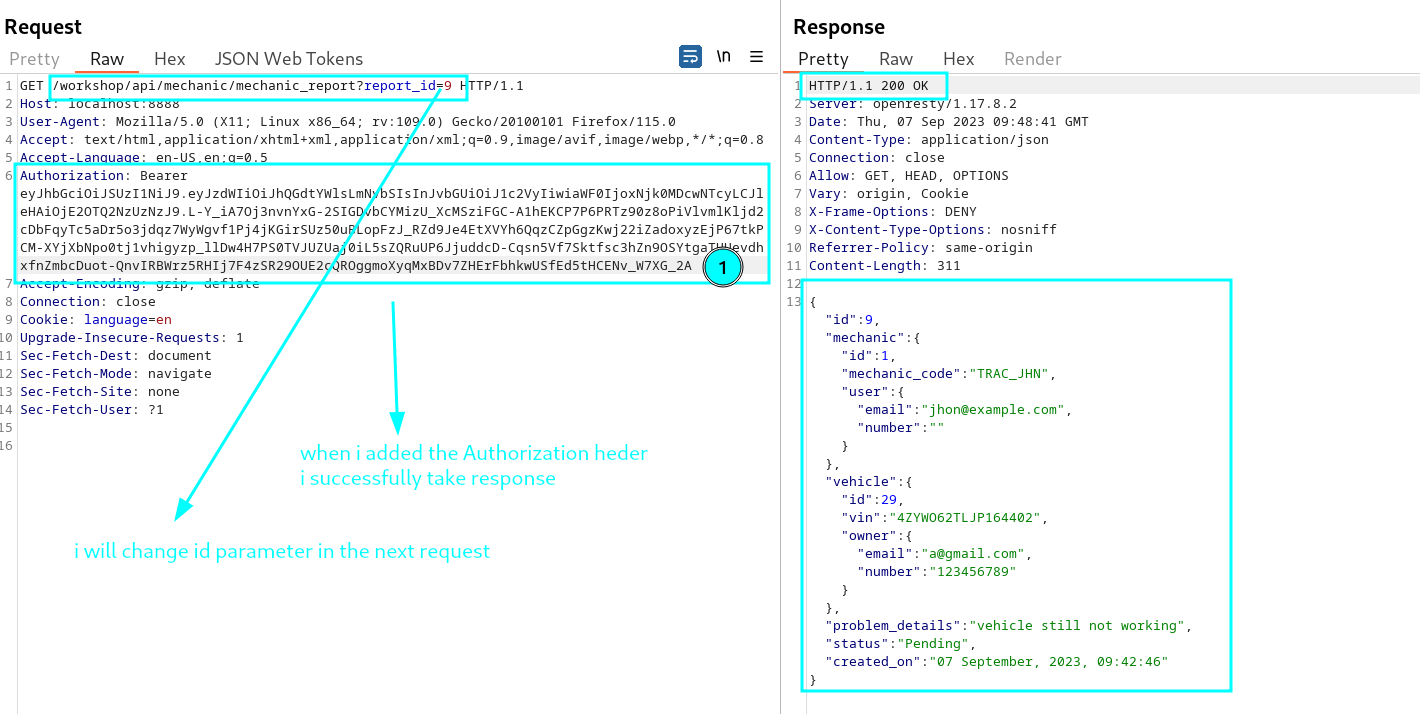 Request
Pretty Raw Hex JSON Web Tokens \n
1 GET /workshop/api/mechanic/mechanic_report?report_id=9 HTTP/1.1
2 Host: localhost:8888
3 User-Agent: Mozilla/5.0 (X11; Linux x86_64; rv:109.0) Gecko/20100101 Firefox/115.0
4 Accept: text/html,application/xhtml+xml,application/xml;q=0.9,image/avif,image/webp,*/*;q=0.8
5 Accept-Language: en-US,en;q=0.5
6 Authorization: Bearer
eyJhbGciOiJSUzI1NiJ9.eyJzdWIiOiJhQGdtYWlsLmNvbSIsInJvbGUiOiJ1c2VyIiwiaWF0IjoxNjk0MDcwNTcyLCJl
eHAiOjE2OTQ2NzUzNzJ9.L-Y_iA7Oj3nvnYxG-2SIGDvbCYMizU_XcMSziFGC-A1hEKCP7P6PRTz90z8oPiVlvmlKljd2
7 Accept-Encoding: gzip, deflate
8 Connection: close
9 Cookie: language=en
10 Upgrade-Insecure-Requests: 1
11 Sec-Fetch-Dest: document
12 Sec-Fetch-Mode: navigate
13 Sec-Fetch-Site: none
14 Sec-Fetch-User: ?1
15
16
1
when i added the Authorization heder
i successfully take response
i will change id parameter in the next request
Response
Pretty Raw Hex Render
1 HTTP/1.1 200 OK
2 Server: openresty/1.17.8.2
3 Date: Thu, 07 Sep 2023 09:48:41 GMT
4 Content-Type: application/json
5 Connection: close
6 Allow: GET, HEAD, OPTIONS
7 Vary: origin, Cookie
8 X-Frame-Options: DENY
9 X-Content-Type-Options: nosniff
10 Referrer-Policy: same-origin
11 Content-Length: 311
12
13 {
"id":9,
"mechanic":{
"id":1,
"mechanic_code":"TRAC_JHN",
"user":{
"email":"jhon@example.com",
"number":""
}
},
"vehicle":{
"id":29,
"vin":"4ZYWO62TLJP164402",
"owner":{
"email":"a@gmail.com",
"number":"123456789"
}
},
"problem_details":"vehicle still not working",
"status":"Pending",
"created_on":"07 September, 2023, 09:42:46"
}